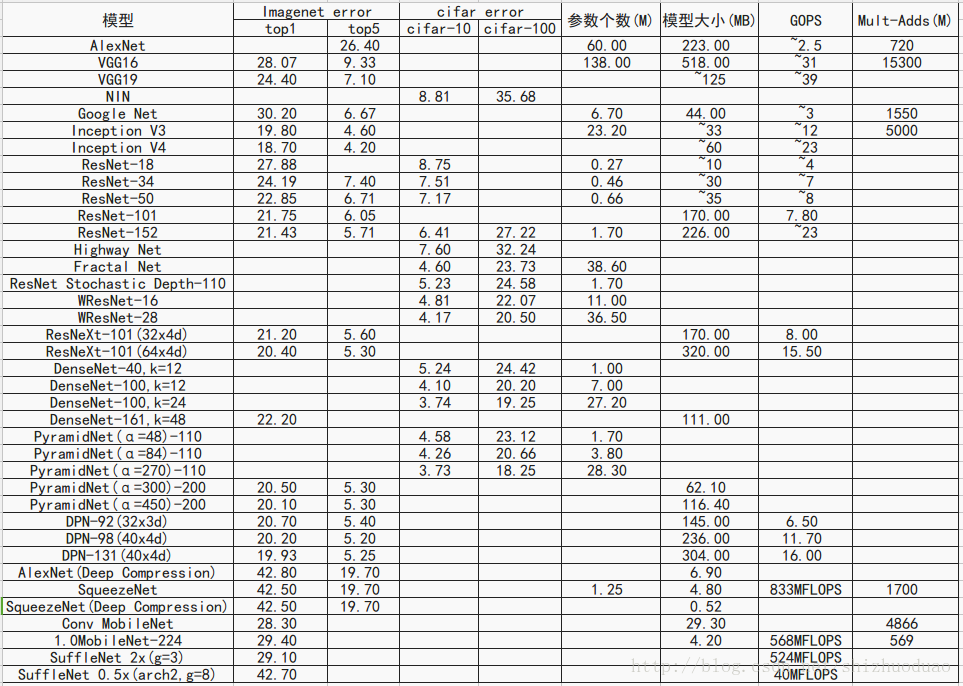 模型 Imagenet error cifar error 参数个数(M) 模型大小(MB) GOPS Mult-Adds(M)
top1 top5 cifar-10 cifar-100
AlexNet 26.40 60.00 223.00 ~2.5 720
VGG16 28.07 9.33 138.00 518.00 ~31 15300
VGG19 24.40 7.10 ~125 ~39
NIN 8.81 35.68
Google Net 30.20 6.67 6.70 44.00 ~3 1550
Inception V3 19.80 4.60 23.20 ~33 ~12 5000
Inception V4 18.70 4.20 ~60 ~23
ResNet-18 27.88 8.75 0.27 ~10 ~4
ResNet-34 24.19 7.40 7.51 0.46 ~30 ~7
ResNet-50 22.85 6.71 7.17 0.66 ~35 ~8
ResNet-101 21.75 6.05 170.00 7.80
ResNet-152 21.43 5.71 6.41 27.22 1.70 226.00 ~23
Highway Net 7.60 32.24
Fractal Net 4.60 23.73 38.60
ResNet Stochastic Depth-110 5.23 24.58 1.70
WResNet-16 4.81 22.07 11.00
WResNet-28 4.17 20.50 36.50
ResNeXt-101(32x4d) 21.20 5.60 170.00 8.00
ResNeXt-101(64x4d) 20.40 5.30 320.00 15.50
DenseNet-40,k=12 5.24 24.42 1.00
DenseNet-100,k=12 4.10 20.20 7.00
DenseNet-100,k=24 3.74 19.25 27.20
DenseNet-161,k=48 22.20 111.00
PyramidNet(α=48)-110 4.58 23.12 1.70
PyramidNet(α=84)-110 4.26 20.66 3.80
PyramidNet(α=270)-110 3.73 18.25 28.30
PyramidNet(α=300)-200 20.50 5.30 62.10
PyramidNet(α=450)-200 20.10 5.30 116.40
DPN-92(32x3d) 20.70 5.40 145.00 6.50
DPN-98(40x4d) 20.20 5.20 236.00 11.70
DPN-131(40x4d) 19.93 5.25 304.00 16.00
AlexNet(Deep Compression) 42.80 19.70 6.90
SqueezeNet 42.50 19.70 1.25 4.80 833MFLOPS 1700
SqueezeNet(Deep Compression) 42.50 19.70 0.52
Conv MobileNet 28.30 29.30 4866
1.0MobileNet-224 29.40 4.20 568MFLOPS 569
SuffleNet 2x(g=3) 29.10 524MFLOPS
SuffleNet 0.5x(arch2,g=8) 42.70 40MFLOPS